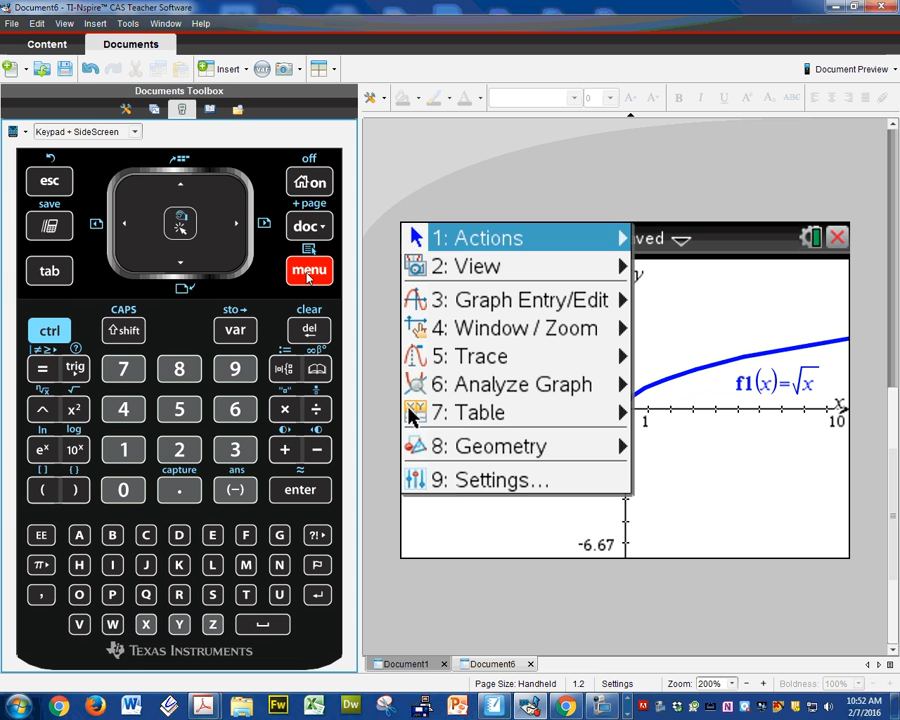 Document6 - TI-Nspire™ CAS Teacher Software
File Edit View Insert Tools Window Help
Content Documents
Insert
Document Preview
Documents Toolbox
Keypad + SideScreen
0
B I U ABC
off
esc on
save + page
doc
tab menu
CAPS sto→ clear
ctrl shift var del
|≠≥> ? := ∞β°
= trig 7 8 9
ⁿ√x √
^ x² 4 5 6 × ÷
ln log
eˣ 10ˣ 1 2 3 + −
[ ] { } capture ans ≈
( ) 0 . (−) enter
EE A B C D E F G ?!
π H I J K L M N
, O P Q R S T U
V W X Y Z
TEXAS INSTRUMENTS
1: Actions
2: View
3: Graph Entry/Edit
4: Window / Zoom
5: Trace
6: Analyze Graph
7: Table
8: Geometry
9: Settings...
ved
y
f1(x)=√x
x
1 10
-6.67
Document1 Document6
Page Size: Handheld 1.2 Settings Zoom: 200% Boldness: 100%
10:52 AM
2/7/2016